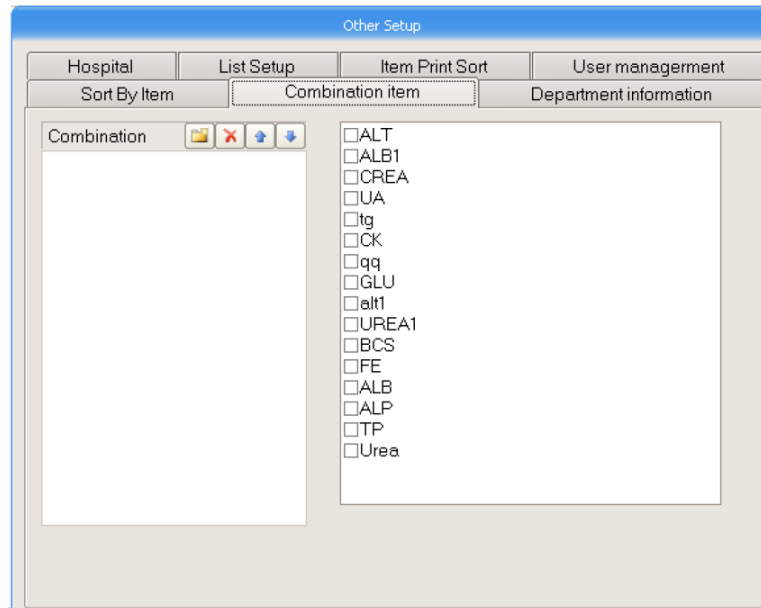 Other Setup
Hospital List Setup Item Print Sort User managerment
Sort By Item Combination item Department information
Combination
ALT
ALB1
CREA
UA
tg
CK
qq
GLU
alt1
UREA1
BCS
FE
ALB
ALP
TP
Urea